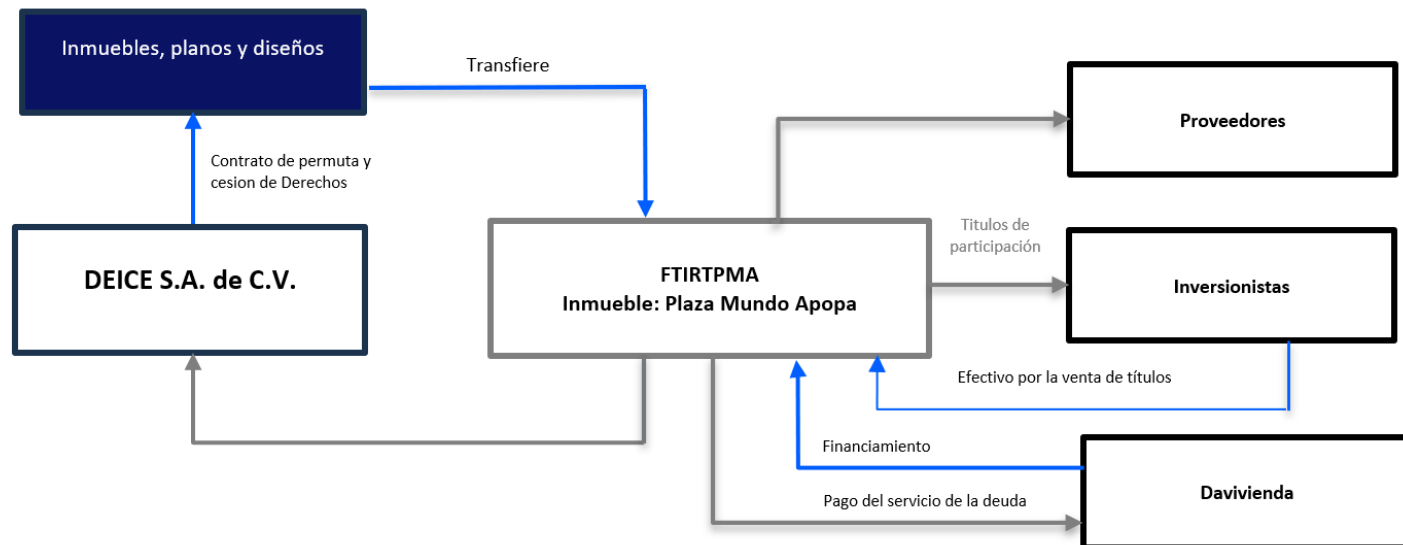 Inmuebles, planos y diseños
Transfiere
Proveedores
Contrato de permuta y
cesion de Derechos
DEICE S.A. de C.V.
FTIRTPMA
Inmueble: Plaza Mundo Apopa
Titulos de
participación
Inversionistas
Efectivo por la venta de títulos
Financiamiento
Pago del servicio de la deuda
Davivienda